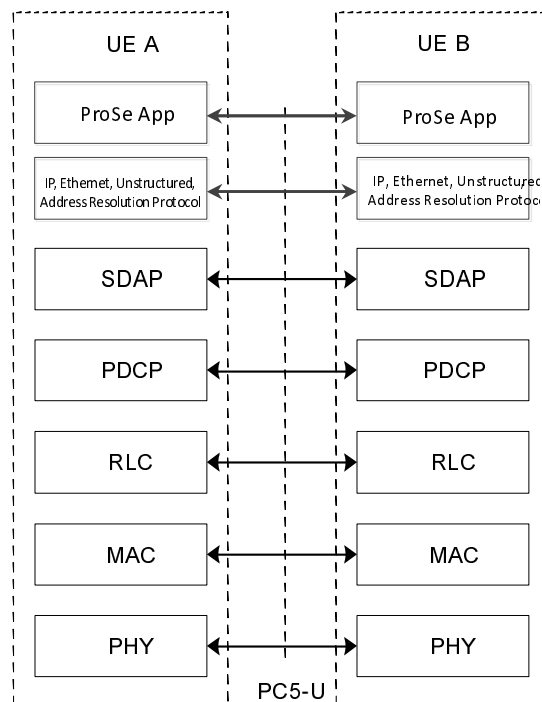 UE A
UE B
ProSe App
ProSe App
IP, Ethernet, Unstructured,
Address Resolution Protocol
IP, Ethernet, Unstructured
Address Resolution Protoco
SDAP
SDAP
PDCP
PDCP
RLC
RLC
MAC
MAC
PHY
PHY
PC5-U